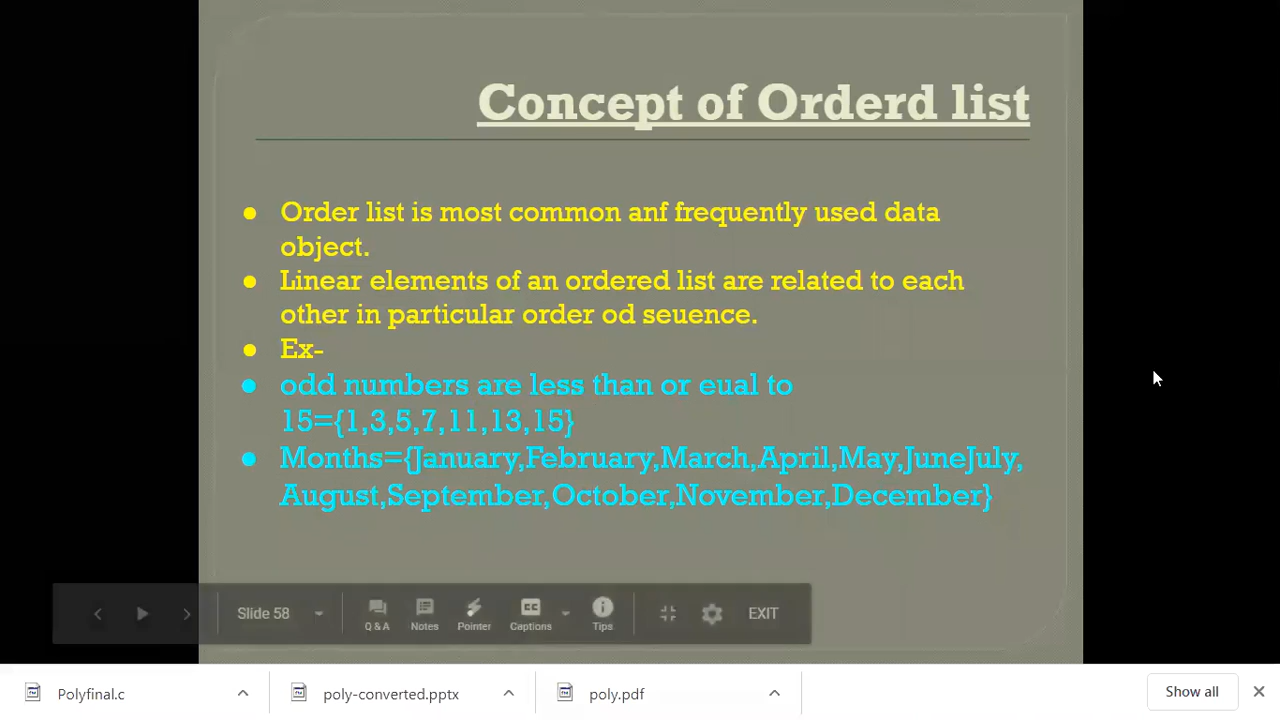 Concept of Orderd list
● Order list is most common anf frequently used data
object.
● Linear elements of an ordered list are related to each
other in particular order od seuence.
● Ex-
● odd numbers are less than or eual to
15={1,3,5,7,11,13,15}
● Months={January,February,March,April,May,JuneJuly,
August,September,October,November,December}
Slide 58
Q & A
Notes
Pointer
CC
Captions
Tips
EXIT
Polyfinal.c
poly-converted.pptx
poly.pdf
Show all